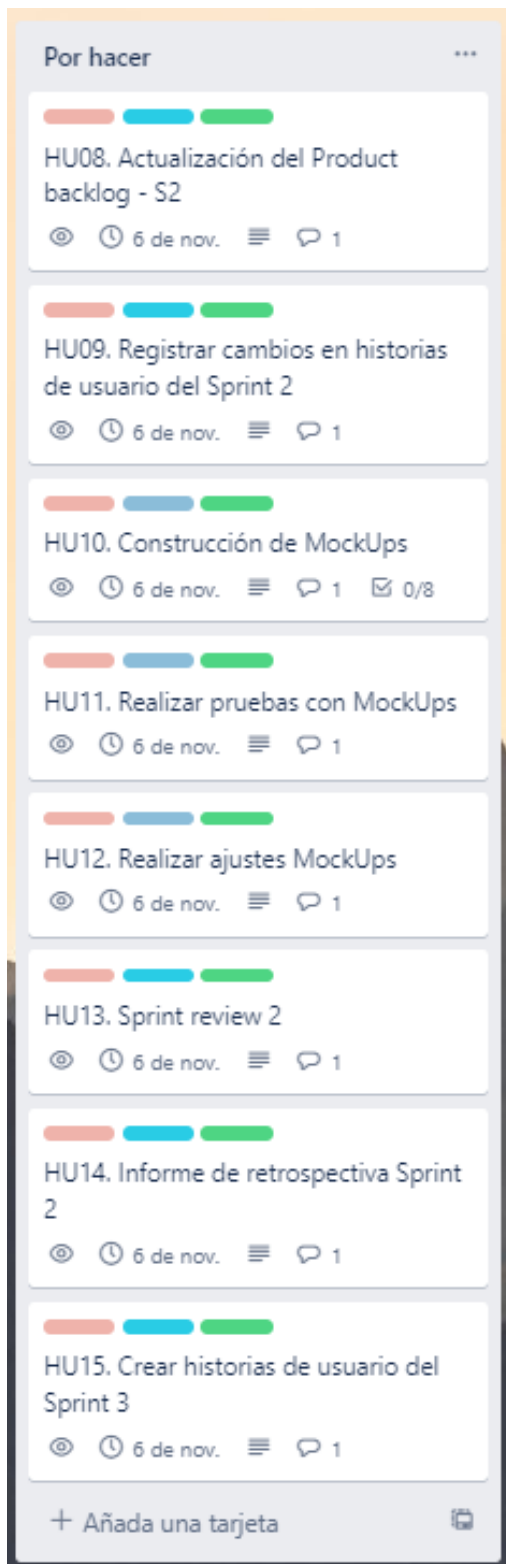 Por hacer
HU08. Actualización del Product
backlog - S2
6 de nov. 1
HU09. Registrar cambios en historias
de usuario del Sprint 2
6 de nov. 1
HU10. Construcción de MockUps
6 de nov. 1 0/8
HU11. Realizar pruebas con MockUps
6 de nov. 1
HU12. Realizar ajustes MockUps
6 de nov. 1
HU13. Sprint review 2
6 de nov. 1
HU14. Informe de retrospectiva Sprint
2
6 de nov. 1
HU15. Crear historias de usuario del
Sprint 3
6 de nov. 1
+ Añada una tarjeta